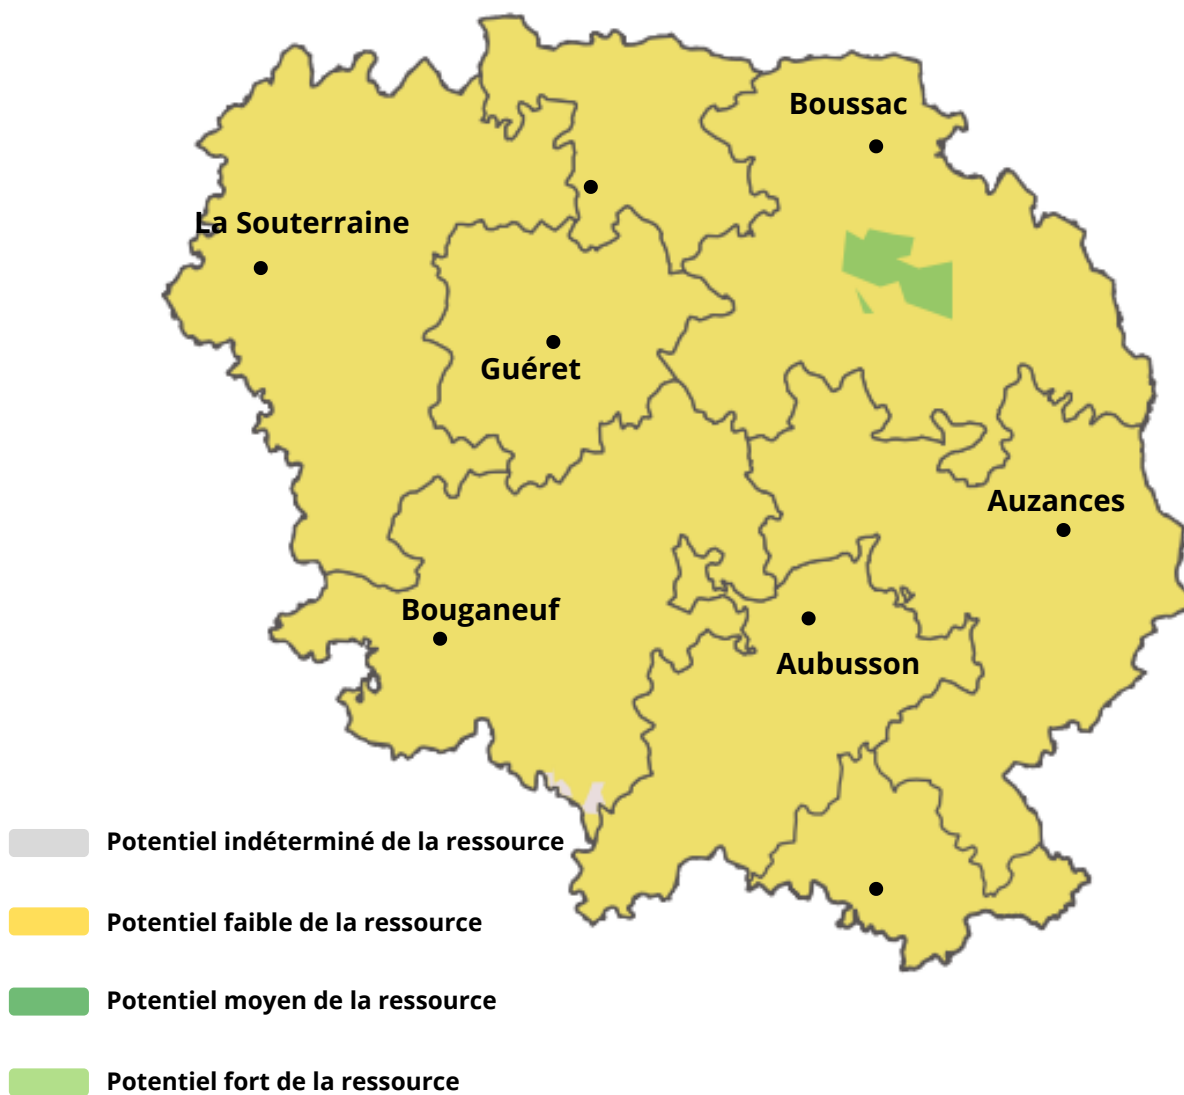 Boussac
La Souterraine
Guéret
Auzances
Bouganeuf
Aubusson
Potentiel indéterminé de la ressource
Potentiel faible de la ressource
Potentiel moyen de la ressource
Potentiel fort de la ressource